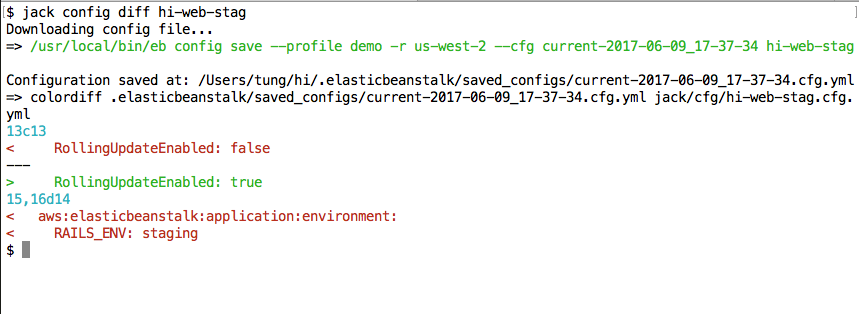 $ jack config diff hi-web-stag
Downloading config file...
=> /usr/local/bin/eb config save --profile demo -r us-west-2 --cfg current-2017-06-09_17-37-34 hi-web-stag
Configuration saved at: /Users/tung/hi/.elasticbeanstalk/saved_configs/current-2017-06-09_17-37-34.cfg.yml
=> colordiff .elasticbeanstalk/saved_configs/current-2017-06-09_17-37-34.cfg.yml jack/cfg/hi-web-stag.cfg.
yml
13c13
<     RollingUpdateEnabled: false
---
>     RollingUpdateEnabled: true
15,16d14
<   aws:elasticbeanstalk:application:environment:
<     RAILS_ENV: staging
$